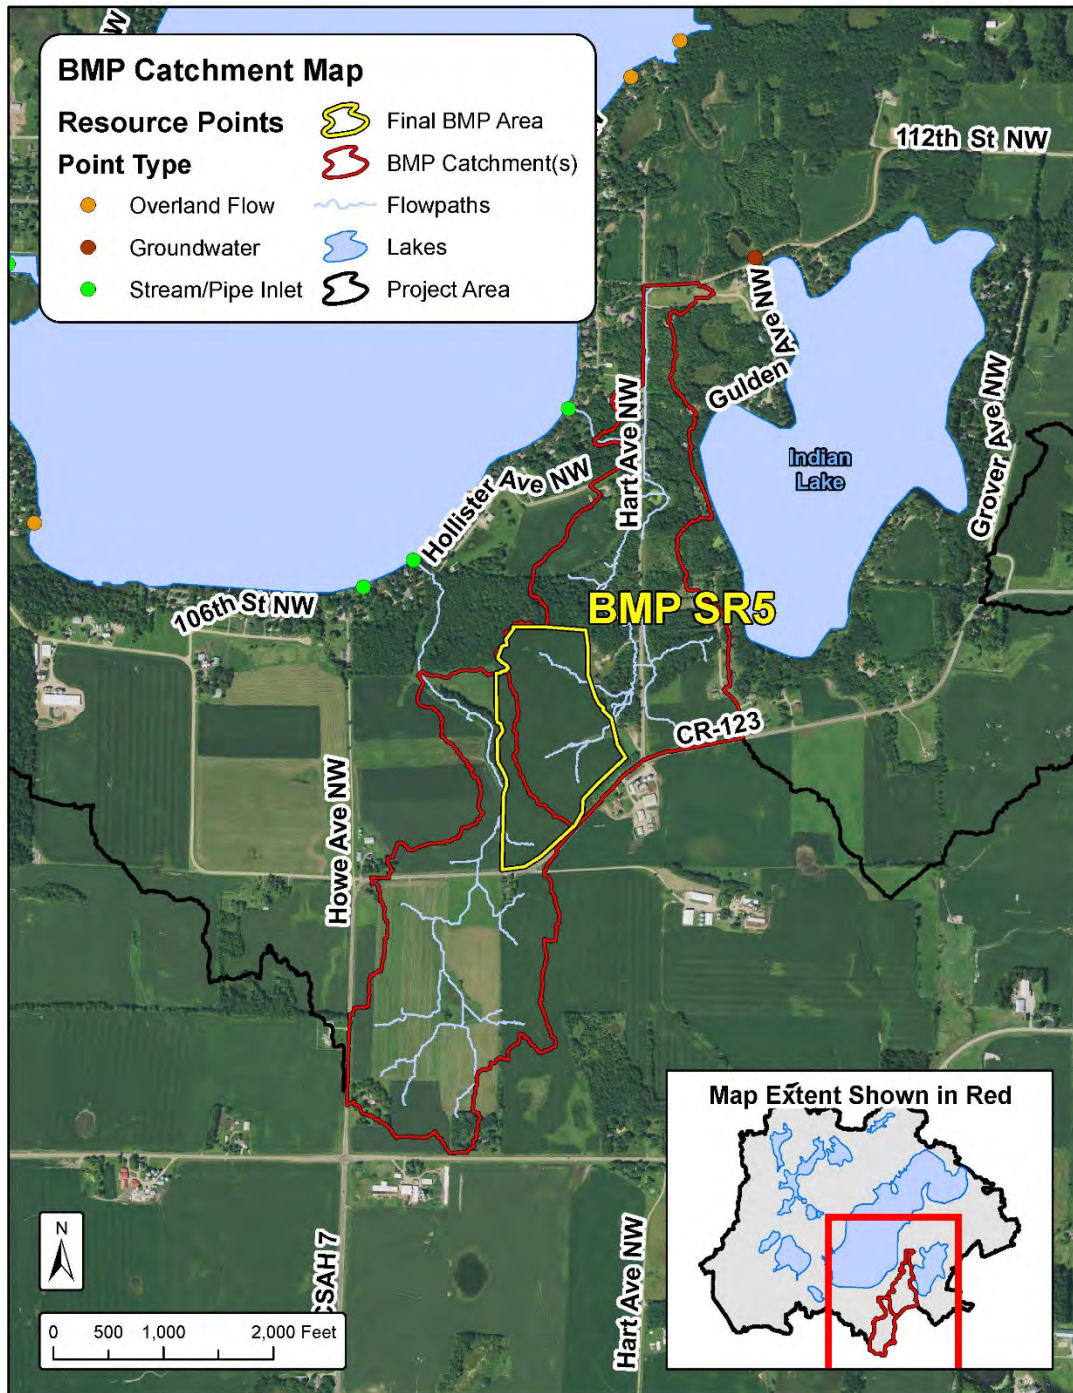 BMP Catchment Map
Resource Points
Point Type
Overland Flow
Groundwater
Stream/Pipe Inlet
Final BMP Area
BMP Catchment(s)
Flowpaths
Lakes
Project Area
112th St NW
Gulden Ave NW
Hart Ave NW
Grover Ave NW
Indian
Lake
Hollister Ave NW
106th St NW
BMP SR5
CR-123
Howe Ave NW
CSAH 7
Hart Ave NW
Map Extent Shown in Red
N
0 500 1,000 2,000 Feet